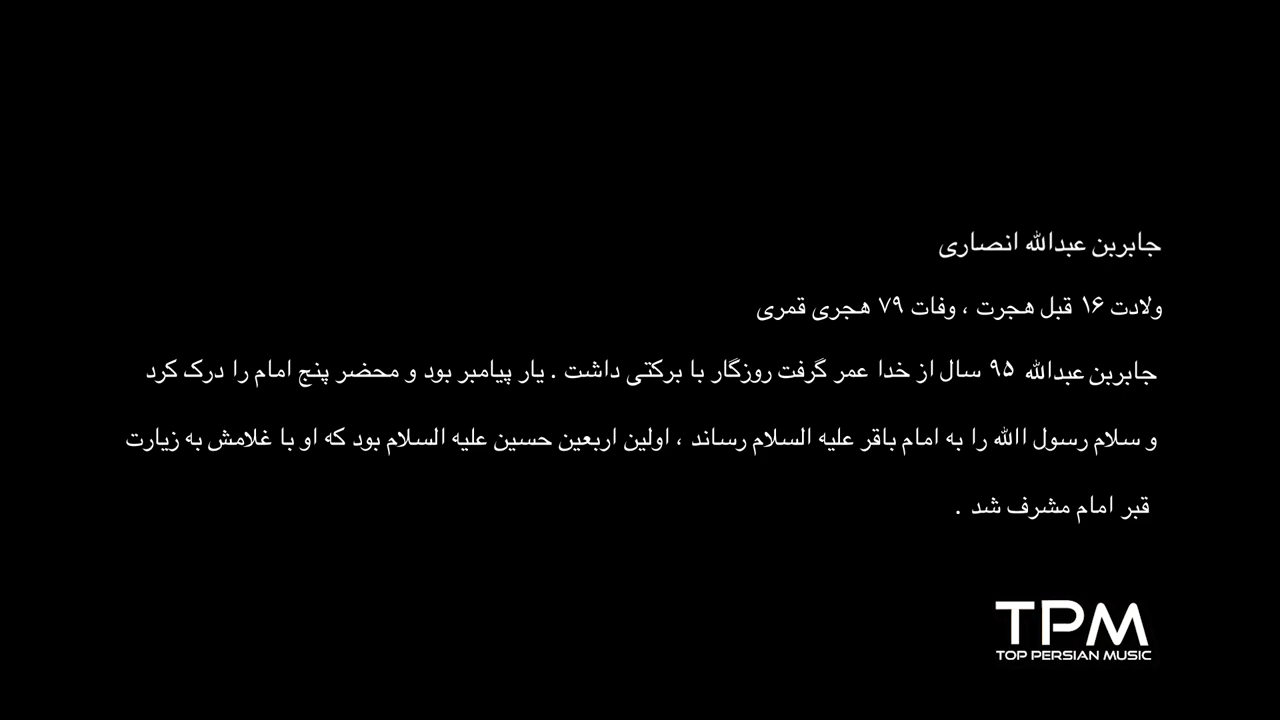 جابربن عبدالله انصاری
ولادت ۱۶ قبل هجرت ، وفات ۷۹ هجری قمری
جابربن عبدالله ۹۵ سال از خدا عمر گرفت روزگار با برکتی داشت . یار پیامبر بود و محضر پنج امام را درک کرد
و سلام رسول االله را به امام باقر علیه السلام رساند ، اولین اربعین حسین علیه السلام بود که او با غلامش به زیارت
قبر امام مشرف شد .
TPM
TOP PERSIAN MUSIC